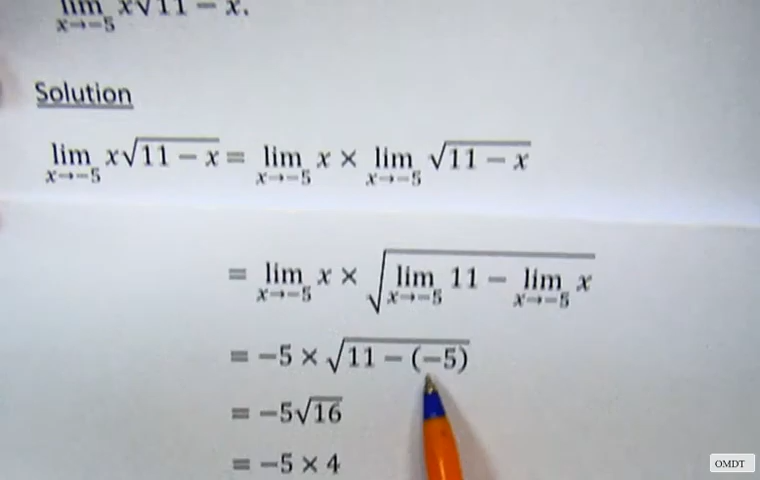 lim x→−5 x√11 − x.
Solution
lim x→−5 x√11 − x = lim x→−5 x × lim x→−5 √11 − x
= lim x→−5 x × √lim x→−5 11 − lim x→−5 x
= −5 × √11 − (−5)
= −5√16
= −5 × 4
OMDT